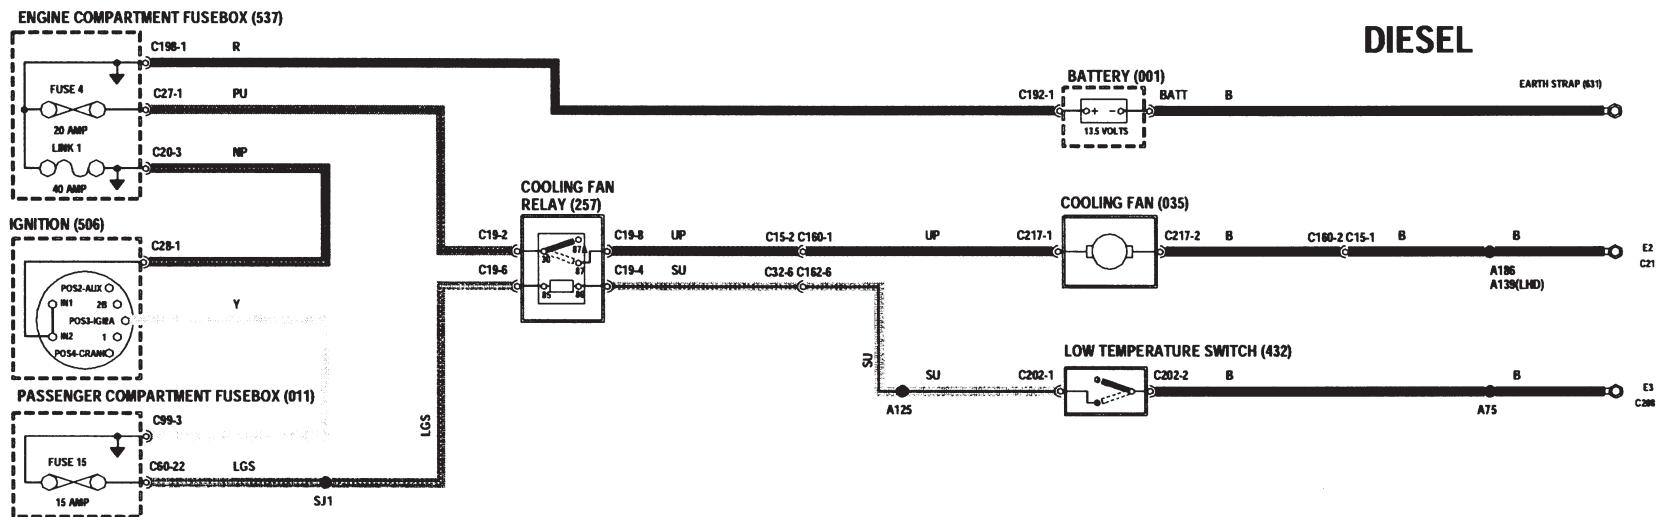 ENGINE COMPARTMENT FUSEBOX (537)
DIESEL
C198-1 R
FUSE 4
20 AMP
C27-1 PU
LINK 1
40 AMP
C20-3 NP
BATTERY (001)
C192-1
+ -
13.5 VOLTS
BATT B
EARTH STRAP (631)
IGNITION (506)
C28-1
POS2-AUX
IN1 2B
IN2 1
POS4-CRANK
Y
COOLING FAN
RELAY (257)
C19-2
C19-6
30
87A
87
85 86
C19-8 UP
C19-4 SU
C15-2 C160-1 UP
C32-6 C162-6
COOLING FAN (035)
C217-1
C217-2 B
C160-2 C15-1 B
B
E2
C21
A186
A139(LHD)
SU
A125
SU
LOW TEMPERATURE SWITCH (432)
C202-1
C202-2 B
B
A75
E3
PASSENGER COMPARTMENT FUSEBOX (011)
C99-3
FUSE 15
15 AMP
C60-22 LGS
SJ1
LGS